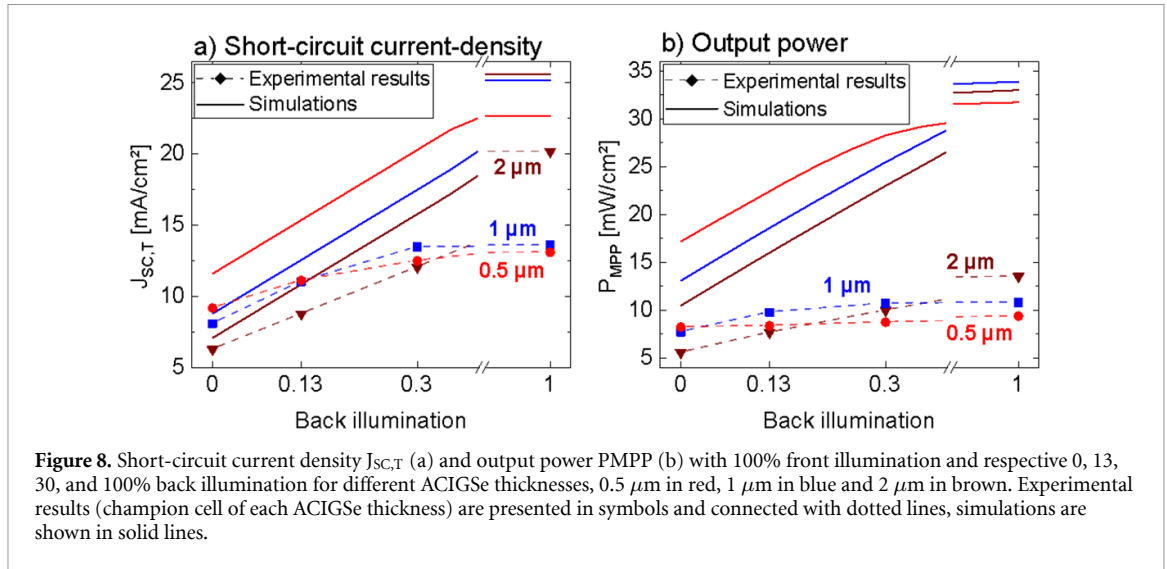 a) Short-circuit current-density
Experimental results
Simulations
25
20
15
10
5
J_SC,T [mA/cm²]
2 µm
1 µm
0.5 µm
0
0.13
0.3
1
Back illumination
b) Output power
Experimental results
Simulations
35
30
25
20
15
10
5
P_MPP [mW/cm²]
1 µm
2 µm
0.5 µm
0
0.13
0.3
1
Back illumination
Figure 8. Short-circuit current density J_SC,T (a) and output power PMPP (b) with 100% front illumination and respective 0, 13,
30, and 100% back illumination for different ACIGSe thicknesses, 0.5 µm in red, 1 µm in blue and 2 µm in brown. Experimental
results (champion cell of each ACIGSe thickness) are presented in symbols and connected with dotted lines, simulations are
shown in solid lines.